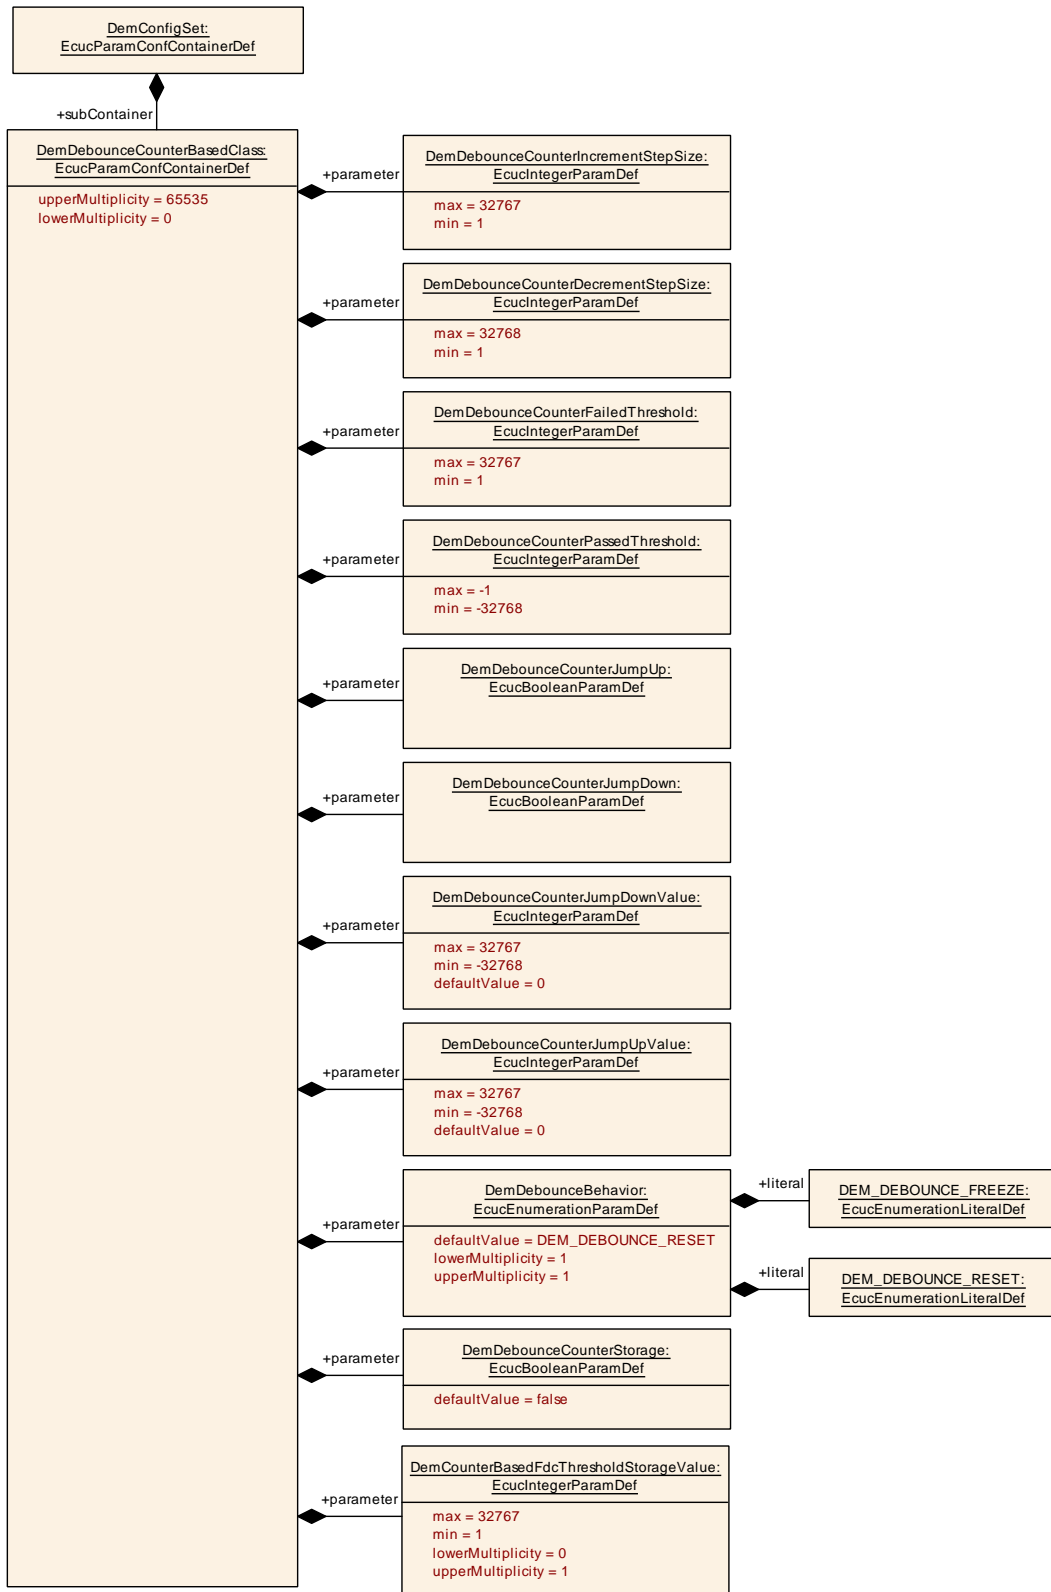 DemConfigSet:
EcucParamConfContainerDef
+subContainer
DemDebounceCounterBasedClass:
EcucParamConfContainerDef
upperMultiplicity = 65535
lowerMultiplicity = 0
+parameter
DemDebounceCounterIncrementStepSize:
EcucIntegerParamDef
max = 32767
min = 1
+parameter
DemDebounceCounterDecrementStepSize:
EcucIntegerParamDef
max = 32768
min = 1
+parameter
DemDebounceCounterFailedThreshold:
EcucIntegerParamDef
max = 32767
min = 1
+parameter
DemDebounceCounterPassedThreshold:
EcucIntegerParamDef
max = -1
min = -32768
+parameter
DemDebounceCounterJumpUp:
EcucBooleanParamDef
+parameter
DemDebounceCounterJumpDown:
EcucBooleanParamDef
+parameter
DemDebounceCounterJumpDownValue:
EcucIntegerParamDef
max = 32767
min = -32768
defaultValue = 0
+parameter
DemDebounceCounterJumpUpValue:
EcucIntegerParamDef
max = 32767
min = -32768
defaultValue = 0
+parameter
DemDebounceBehavior:
EcucEnumerationParamDef
defaultValue = DEM_DEBOUNCE_RESET
lowerMultiplicity = 1
upperMultiplicity = 1
+literal
DEM_DEBOUNCE_FREEZE:
EcucEnumerationLiteralDef
+literal
DEM_DEBOUNCE_RESET:
EcucEnumerationLiteralDef
+parameter
DemDebounceCounterStorage:
EcucBooleanParamDef
defaultValue = false
+parameter
DemCounterBasedFdcThresholdStorageValue:
EcucIntegerParamDef
max = 32767
min = 1
lowerMultiplicity = 0
upperMultiplicity = 1